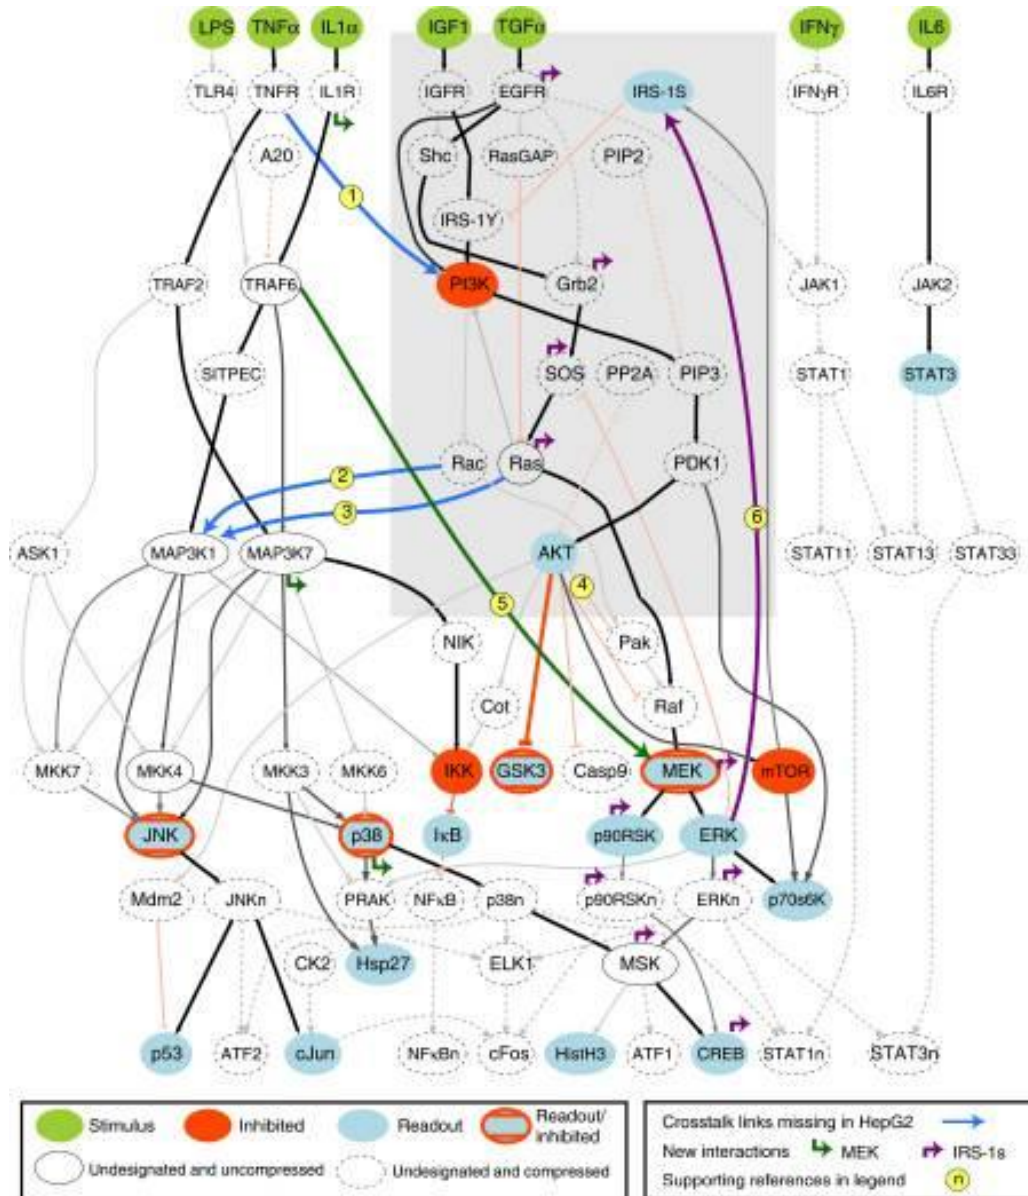 LPS TNFα IL1α IGF1 TGFα IFNγ IL6
TLR4 TNFR IL1R IGFR EGFR IRS-1S IFNγR IL6R
A20 Shc RasGAP PIP2
1
IRS-1Y
TRAF2 TRAF6 PI3K Grb2 JAK1 JAK2
SITPEC SOS PP2A PIP3 STAT1 STAT3
Rac Ras PDK1
2
3 6
ASK1 MAP3K1 MAP3K7 AKT STAT11 STAT13 STAT33
4
5
NIK Pak
Cot Raf
MKK7 MKK4 MKK3 MKK6 IKK GSK3 Casp9 MEK mTOR
JNK p38 IκB p90RSK ERK
Mdm2 JNKn PRAK NFκB p38n p90RSKn ERKn p70s6K
CK2 Hsp27 ELK1 MSK
p53 ATF2 cJun NFκBn cFos HistH3 ATF1 CREB STAT1n STAT3n
Stimulus Inhibited Readout Readout/
inhibited
Undesignated and uncompressed Undesignated and compressed
Crosstalk links missing in HepG2
New interactions MEK IRS-1s
Supporting references in legend n